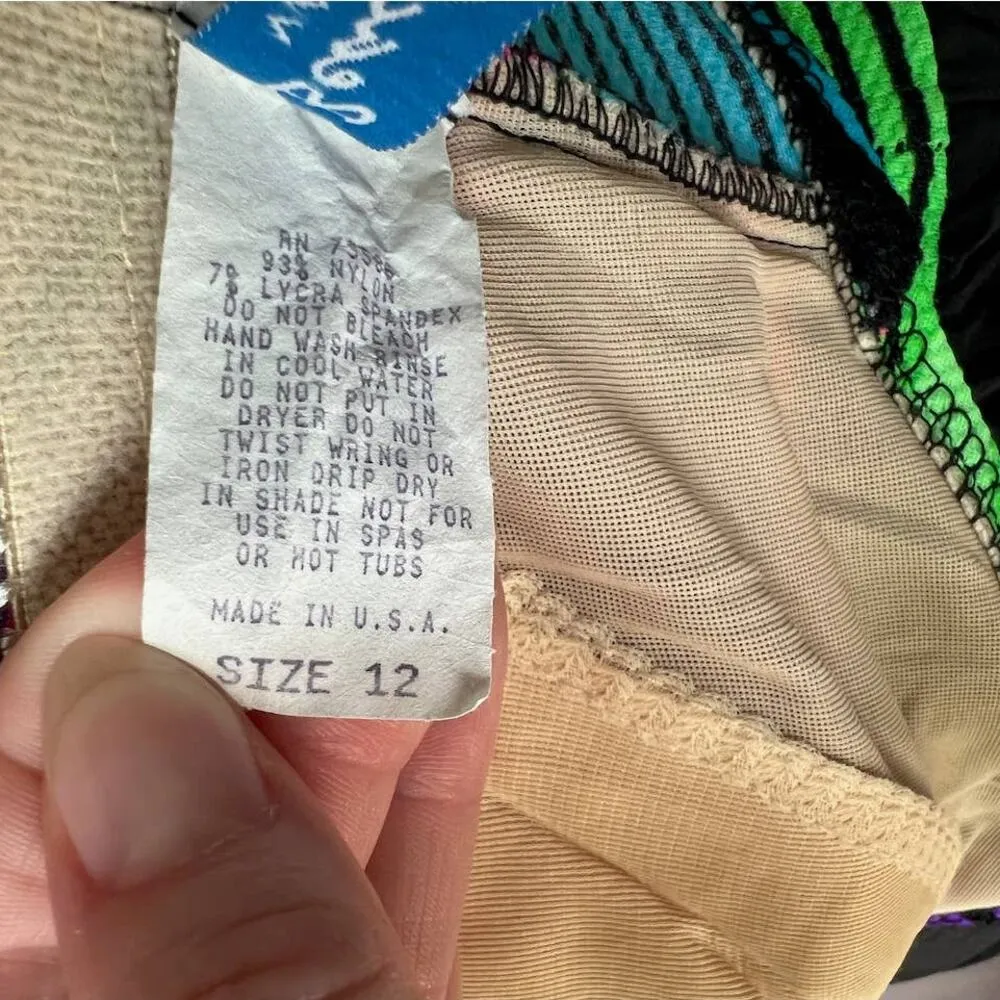 RN
93% NYLON
7% LYCRA SPANDEX
DO NOT BLEACH
HAND WASH RINSE
IN COOL WATER
DO NOT PUT IN
DRYER DO NOT
TWIST WRING OR
IRON DRIP DRY
IN SHADE NOT FOR
USE IN SPAS
OR HOT TUBS
MADE IN U.S.A.
SIZE 12